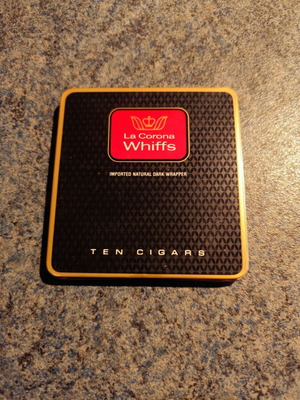 La Corona
Whiffs
IMPORTED NATURAL DARK WRAPPER
TEN CIGARS